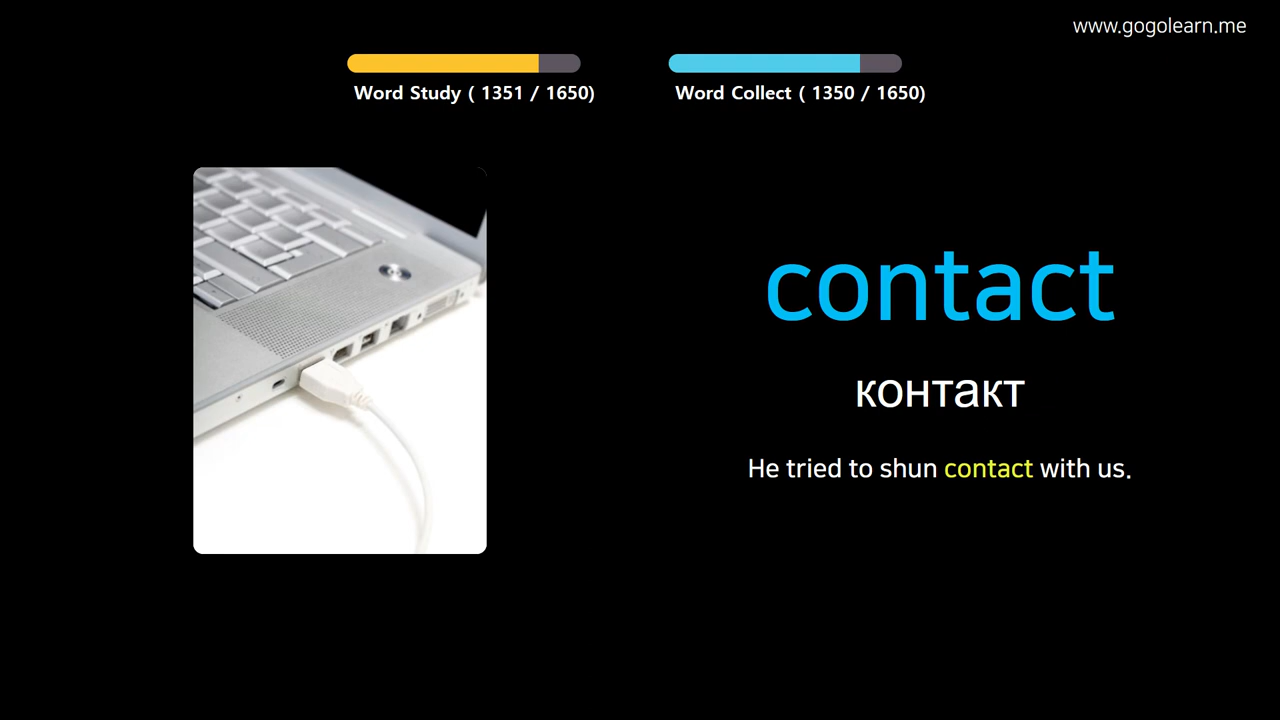 www.gogolearn.me
Word Study ( 1351 / 1650)
Word Collect ( 1350 / 1650)
contact
контакт
He tried to shun contact with us.